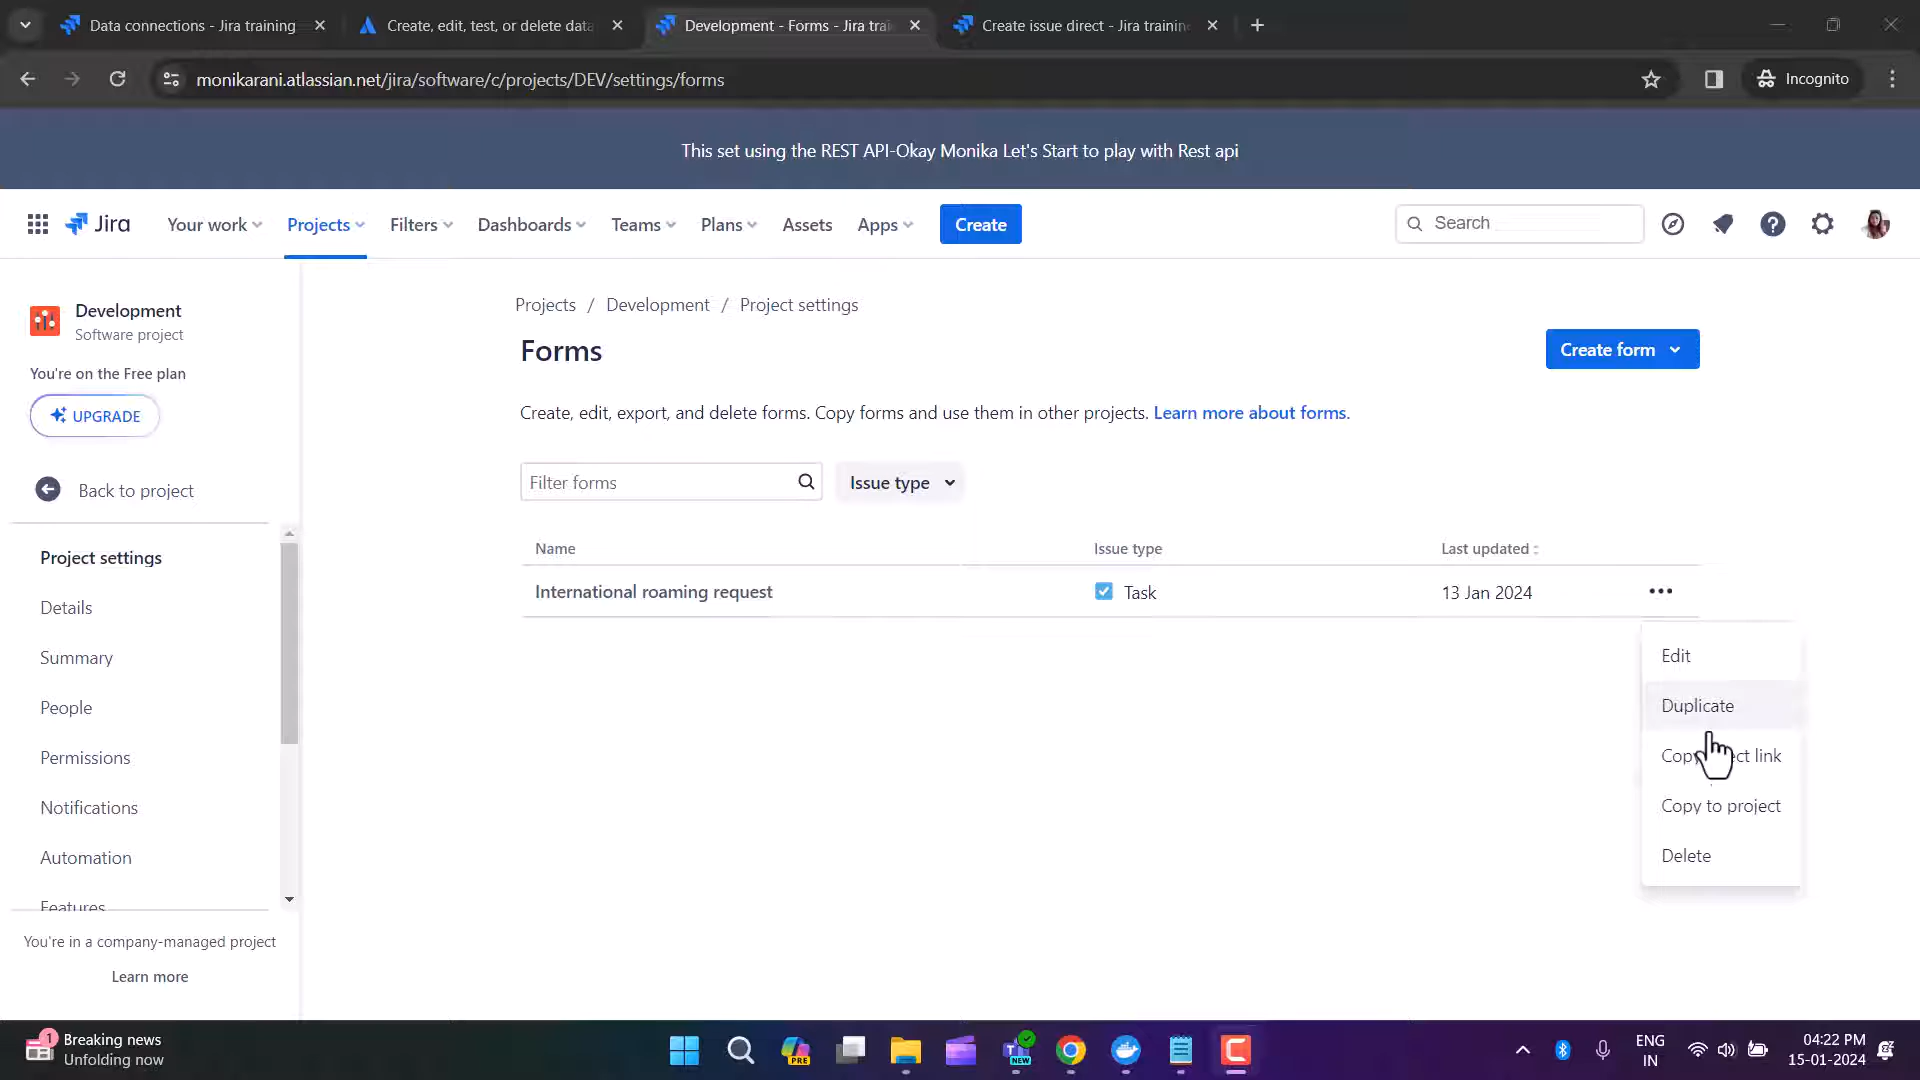 Data connections - Jira training
Create, edit, test, or delete data
Development - Forms - Jira trai
Create issue direct - Jira training
monikarani.atlassian.net/jira/software/c/projects/DEV/settings/forms
Incognito
This set using the REST API-Okay Monika Let's Start to play with Rest api
Jira
Your work
Projects
Filters
Dashboards
Teams
Plans
Assets
Apps
Create
Search
Development
Software project
You're on the Free plan
UPGRADE
Back to project
Project settings
Details
Summary
People
Permissions
Notifications
Automation
Features
You're in a company-managed project
Learn more
Projects / Development / Project settings
Forms
Create form
Create, edit, export, and delete forms. Copy forms and use them in other projects. Learn more about forms.
Filter forms
Issue type
Name
Issue type
Last updated
International roaming request
Task
13 Jan 2024
Edit
Duplicate
Copy ect link
Copy to project
Delete
1
Breaking news
Unfolding now
PRE
NEW
ENG
IN
04:22 PM
15-01-2024